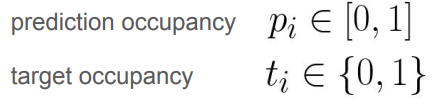 prediction occupancy p_i ∈ [0, 1]
target occupancy t_i ∈ {0, 1}